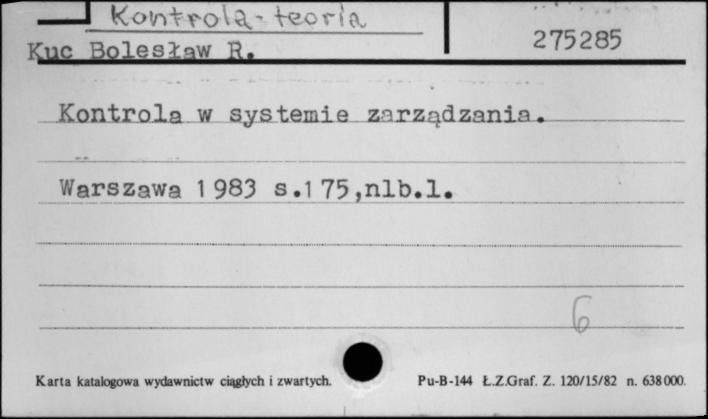 Kontrola-teoria
275285
Kuc Bolesław R.
Kontrola w systemie zarządzania.
Warszawa 1983 s.175,nlb.1.
6
Karta katalogowa wydawnictw ciągłych i zwartych. Pu-B-144 Ł.Z.Graf. Z. 120/15/82 n. 638000.